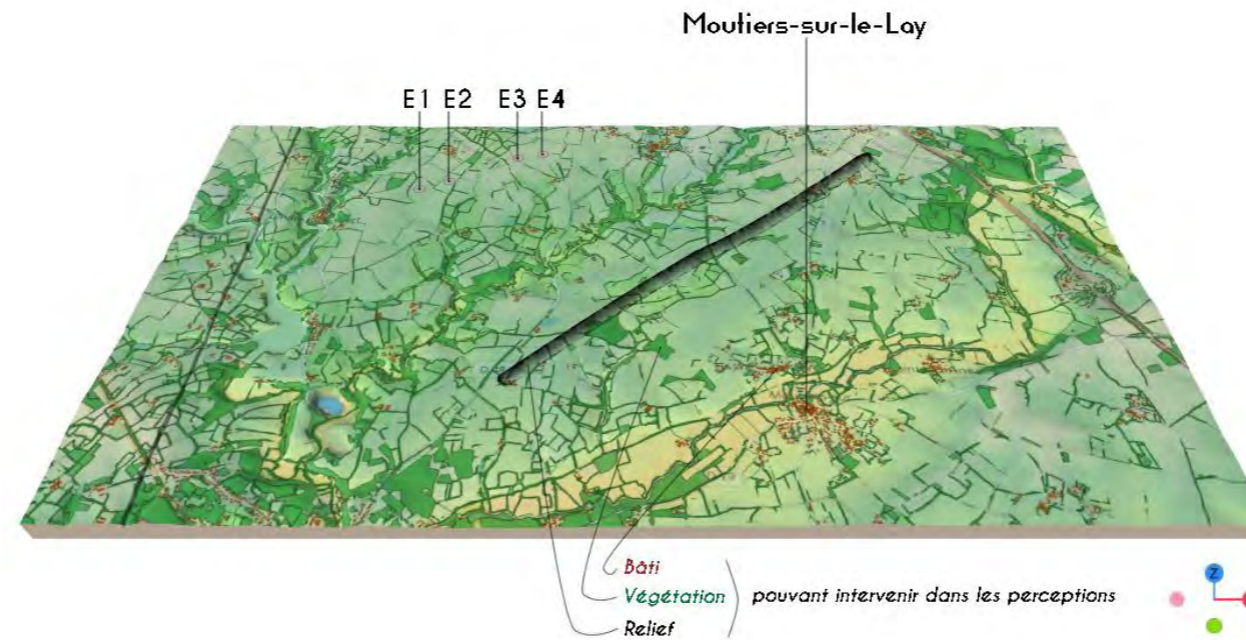 Moutiers-sur-le-Lay
E1 E2 E3 E4
Bâti
Végétation
pouvant intervenir dans les perceptions
Relief
Z